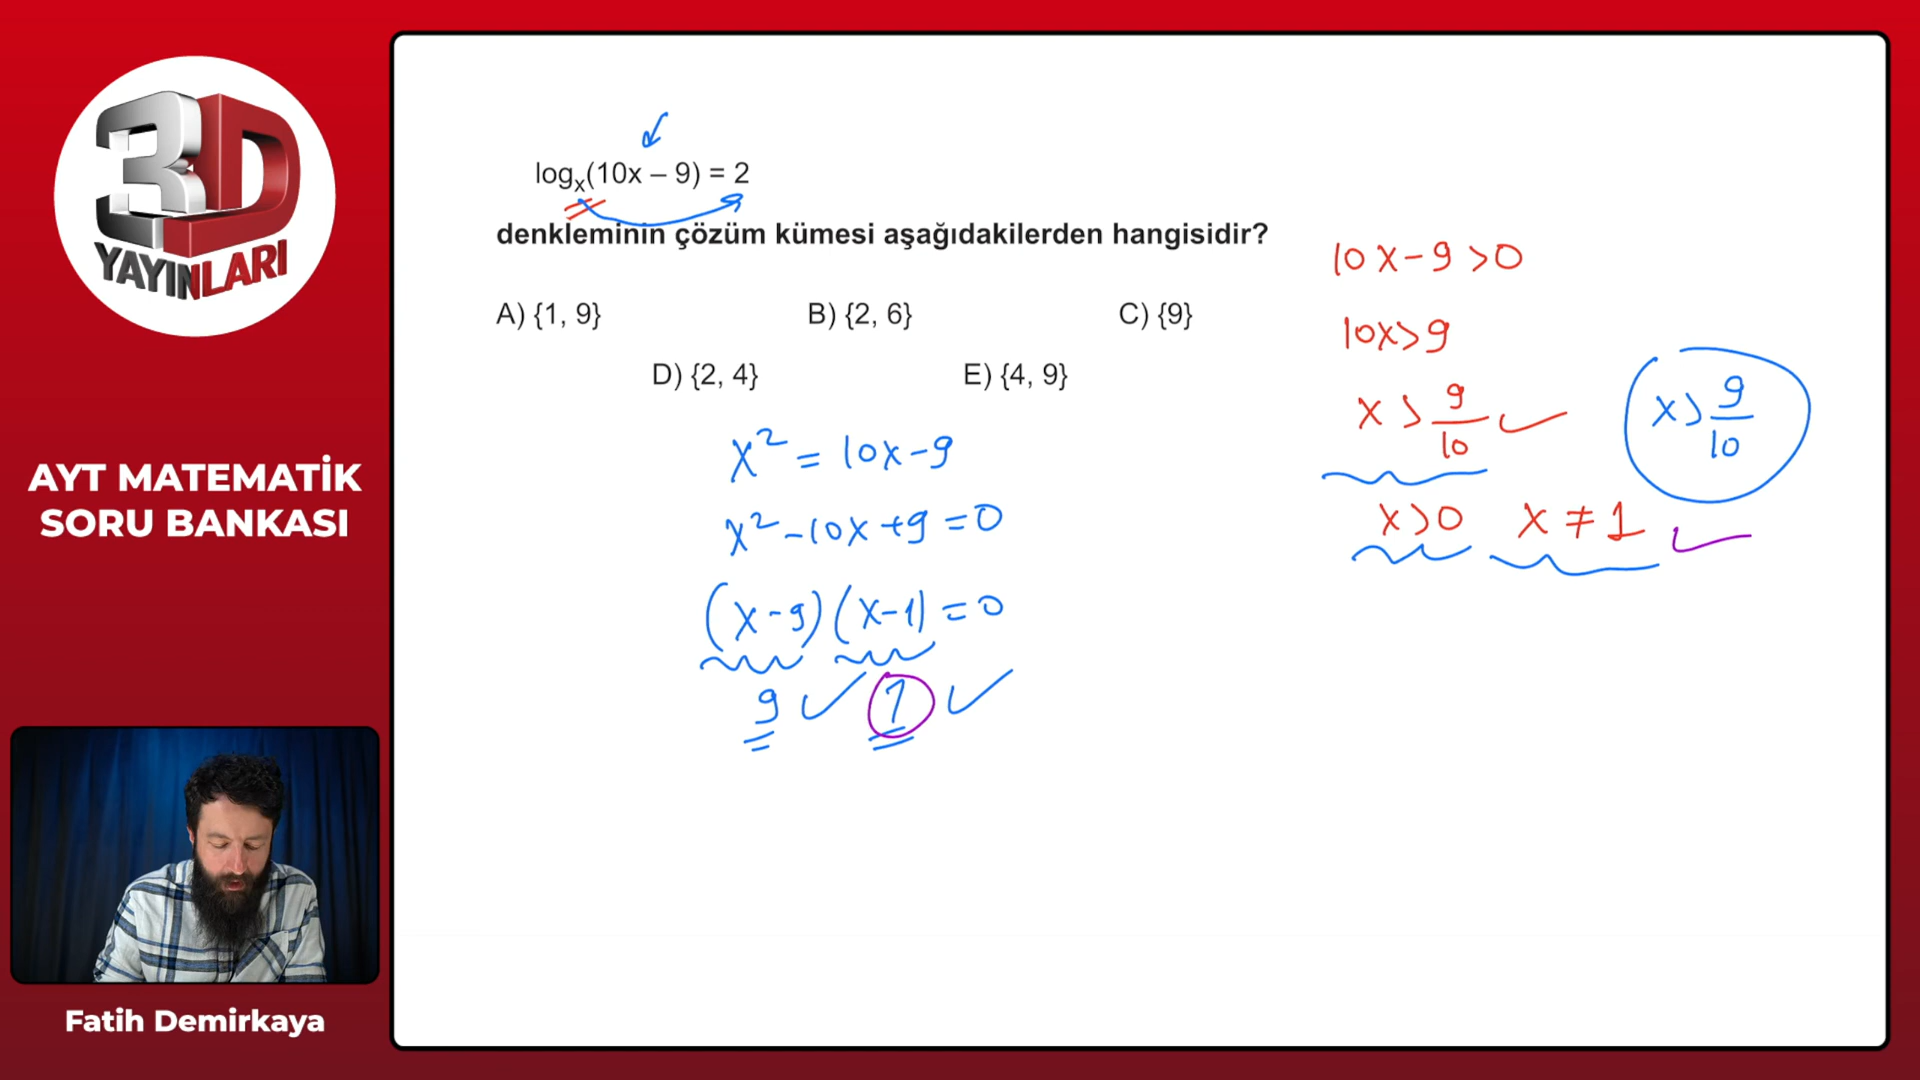 3D
YAYINLARI
AYT MATEMATİK
SORU BANKASI
Fatih Demirkaya
logₓ(10x – 9) = 2
denkleminin çözüm kümesi aşağıdakilerden hangisidir?
A) {1, 9} B) {2, 6} C) {9}
D) {2, 4} E) {4, 9}
x² = 10x-9
x²-10x+9=0
(x-9)(x-1)=0
9 1
10x-9>0
10x>9
x > 9/10
x > 9/10
x>0 x≠1